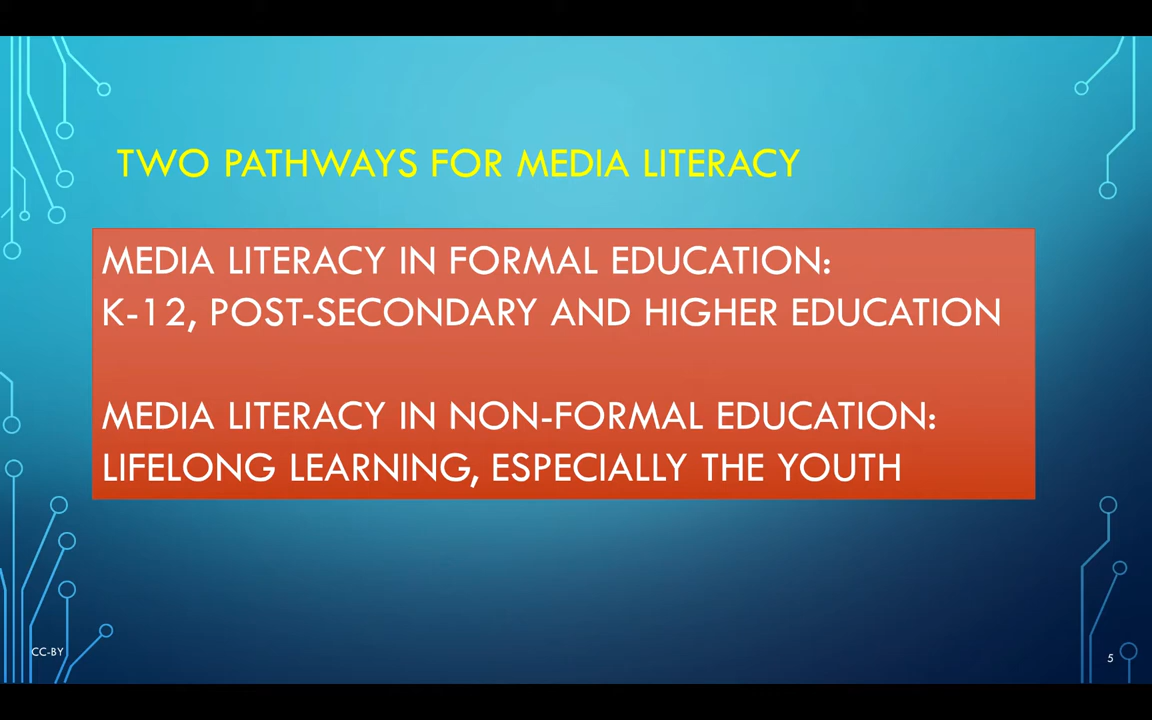 TWO PATHWAYS FOR MEDIA LITERACY
MEDIA LITERACY IN FORMAL EDUCATION:
K-12, POST-SECONDARY AND HIGHER EDUCATION
MEDIA LITERACY IN NON-FORMAL EDUCATION:
LIFELONG LEARNING, ESPECIALLY THE YOUTH
CC-BY
5